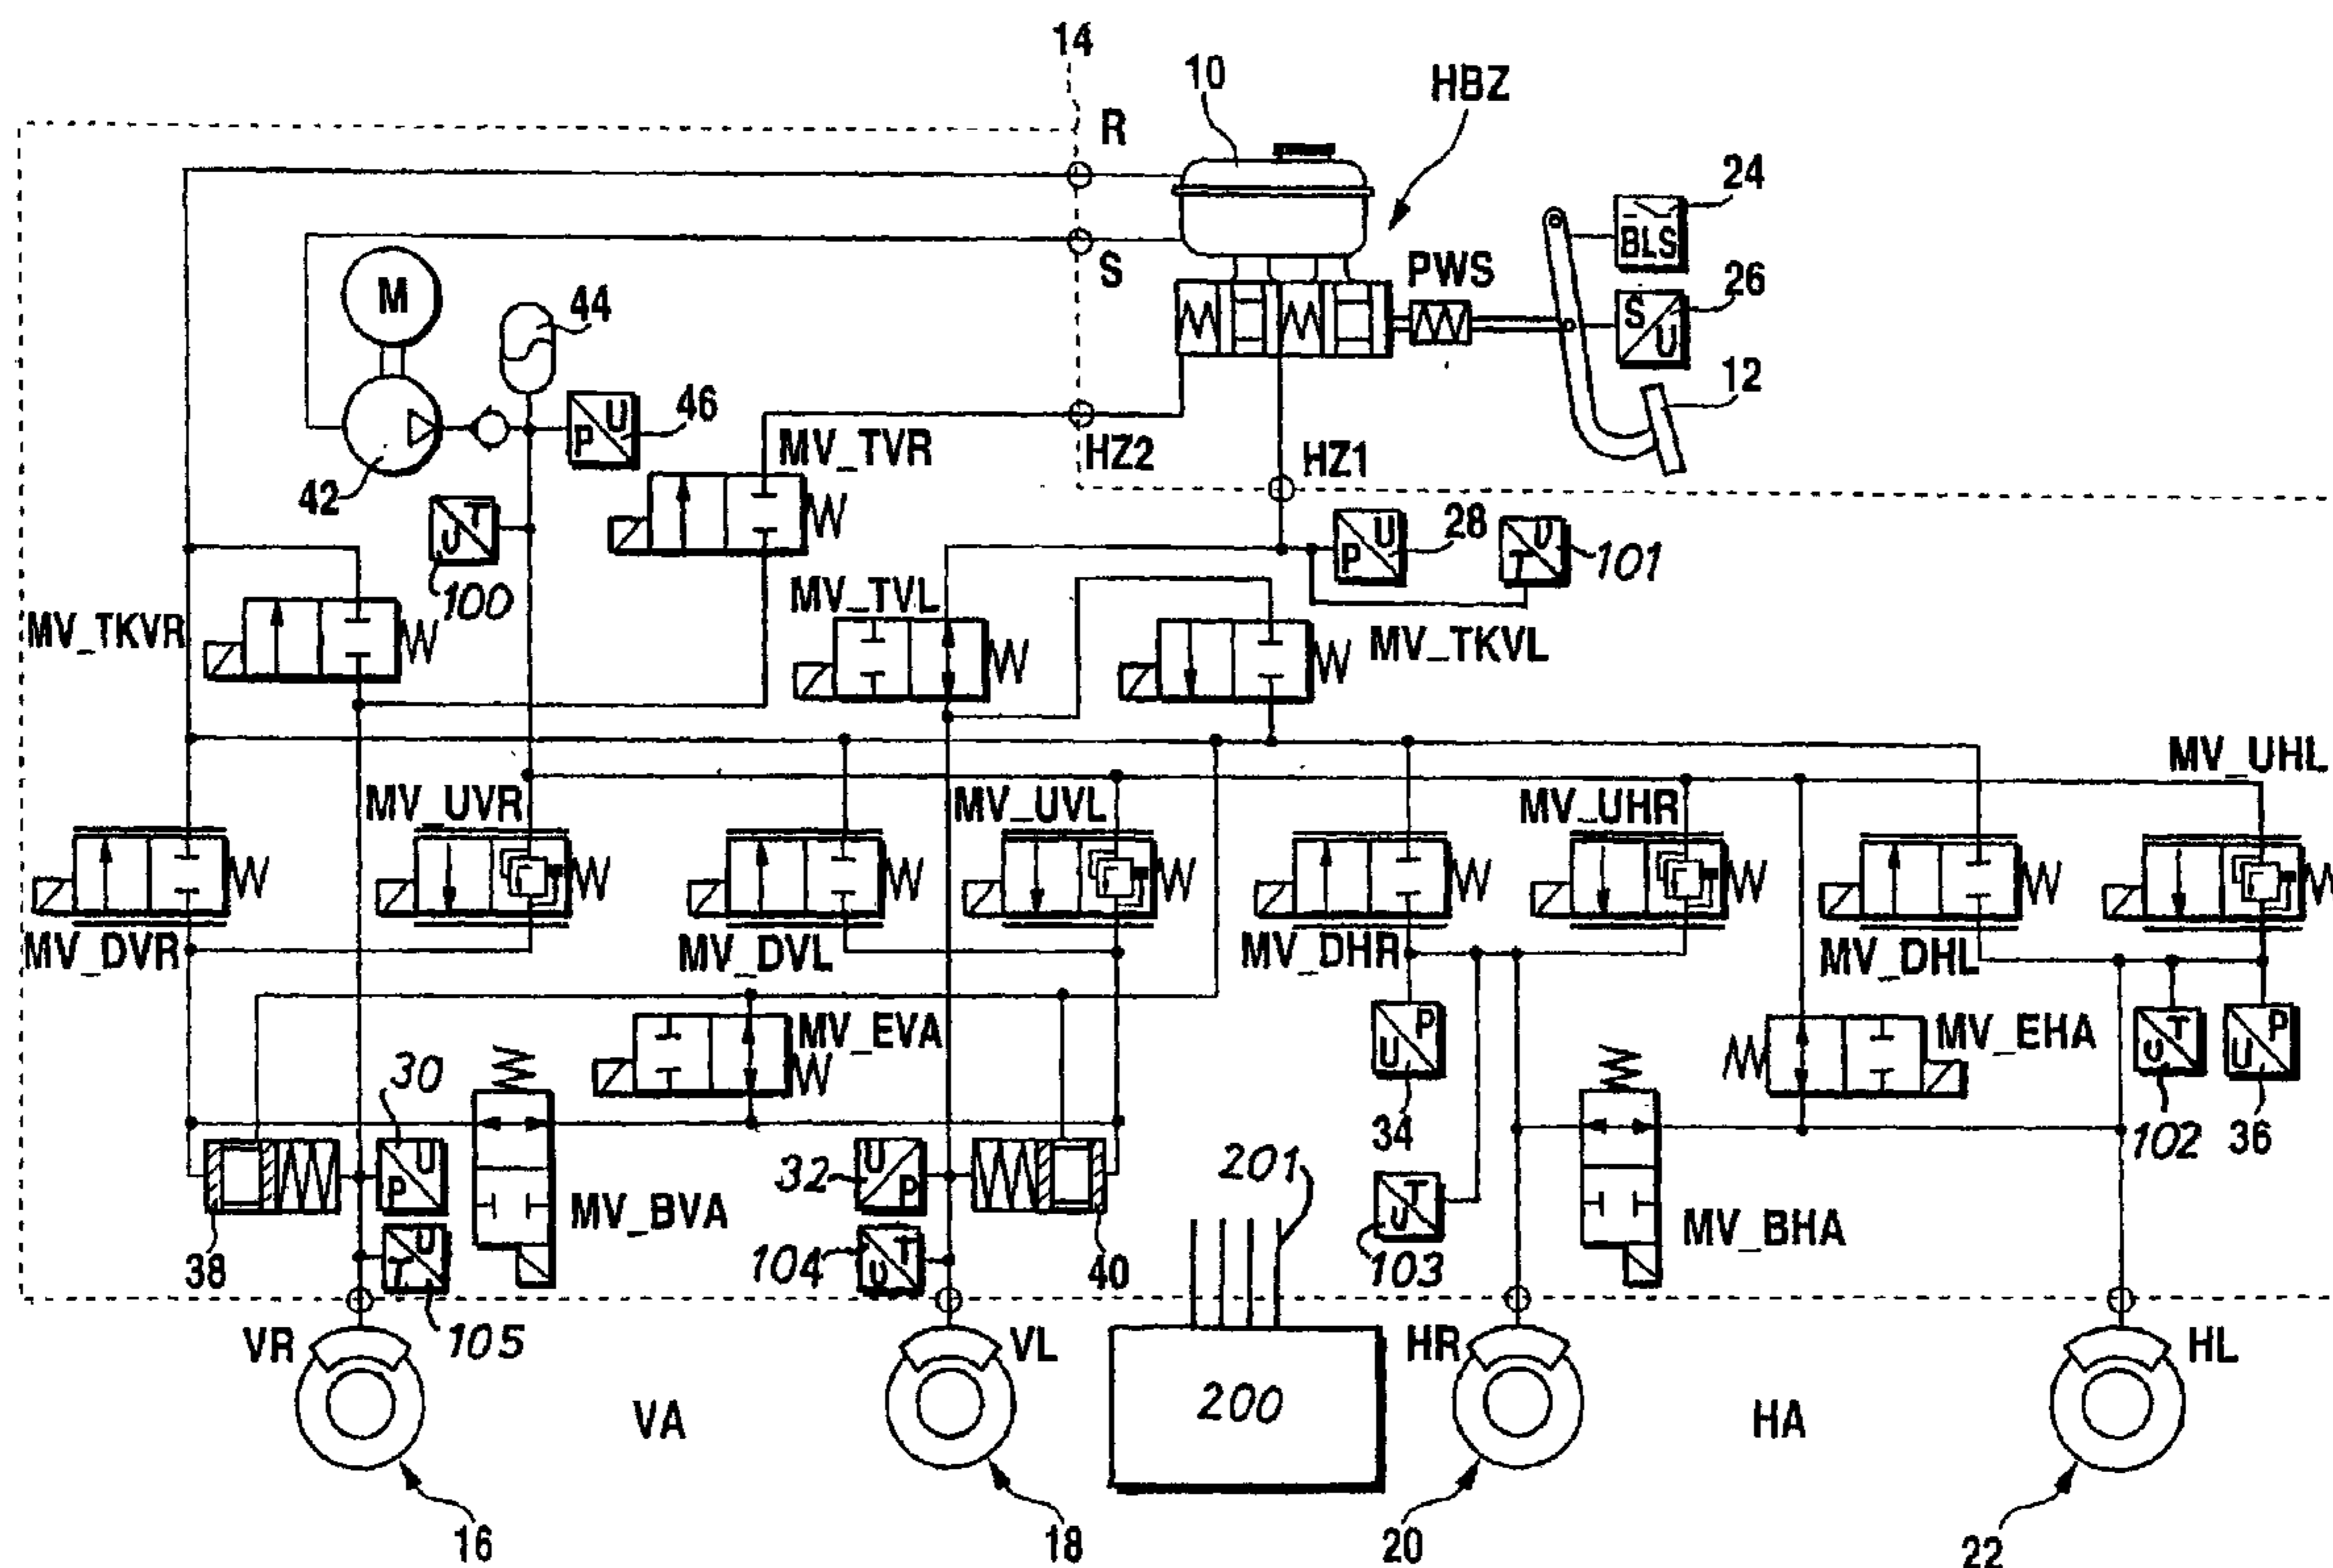 14
10
HBZ
R
24
BLS
S
PWS
26
S U
M
44
12
U P
46
MV_TVR
HZ2
HZ1
42
T U
100
P U
28
U T
101
MV_TVL
MV_TKVR
MV_TKVL
MV_UHL
MV_UVR
MV_UVL
MV_UHR
MV_DVR
MV_DVL
MV_DHR
MV_DHL
MV_EVA
MV_EHA
P U
34
T U
102
P U
36
30
U P
32
U P
201
MV_BVA
MV_BHA
38
U T
105
104
T U
40
T U
103
VR
VL
HR
HL
VA
200
HA
16
18
20
22